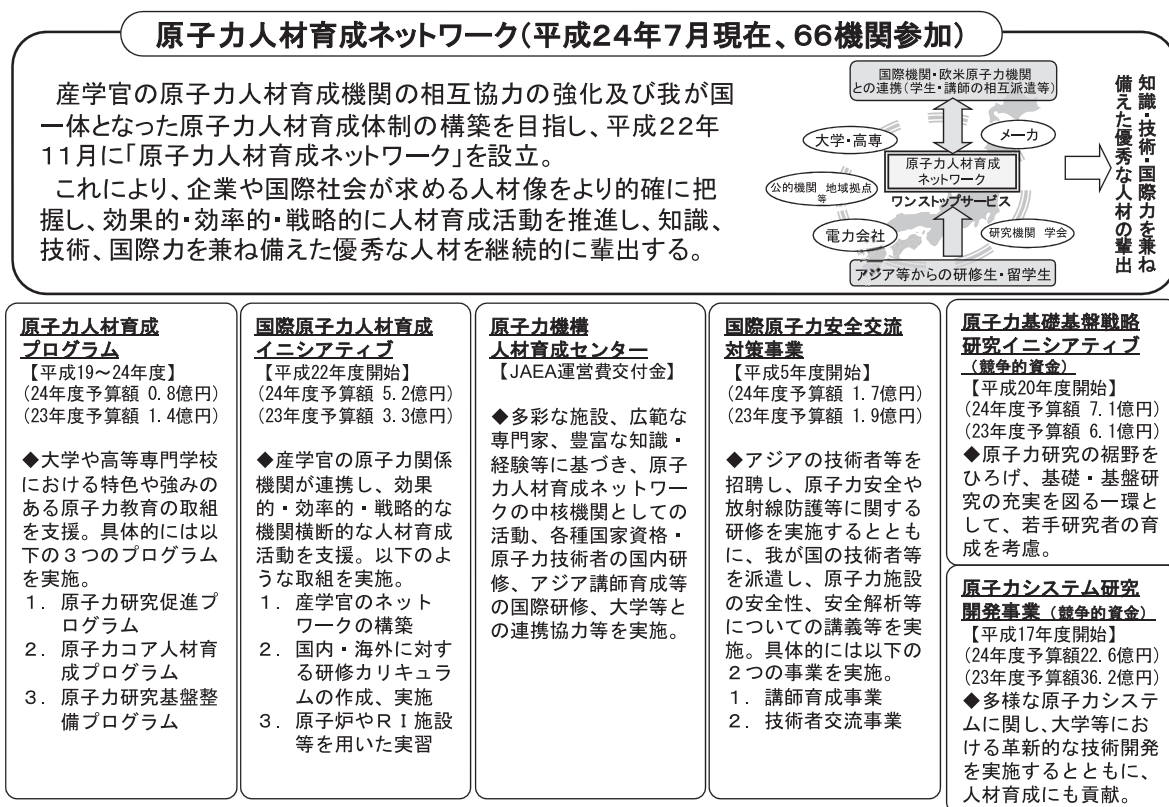 原子力人材育成ネットワーク(平成24年7月現在、66機関参加)
産学官の原子力人材育成機関の相互協力の強化及び我が国
一体となった原子力人材育成体制の構築を目指し、平成22年
11月に「原子力人材育成ネットワーク」を設立。
これにより、企業や国際社会が求める人材像をより的確に把
握し、効果的・効率的・戦略的に人材育成活動を推進し、知識、
技術、国際力を兼ね備えた優秀な人材を継続的に輩出する。
国際機関・欧米原子力機関
との連携(学生・講師の相互派遣等)
大学・高専
メーカ
原子力人材育成
ネットワーク
公的機関 地域拠点
等
ワンストップサービス
電力会社
研究機関 学会
アジア等からの研修生・留学生
知識・技術・国際力を兼ね
備えた優秀な人材の輩出
原子力人材育成
プログラム
【平成19~24年度】
(24年度予算額 0.8億円)
(23年度予算額 1.4億円)
◆大学や高等専門学校
における特色や強みの
ある原子力教育の取組
を支援。具体的には以
下の3つのプログラム
を実施。
1. 原子力研究促進プ
ログラム
2. 原子力コア人材育
成プログラム
3. 原子力研究基盤整
備プログラム
国際原子力人材育成
イニシアティブ
【平成22年度開始】
(24年度予算額 5.2億円)
(23年度予算額 3.3億円)
◆産学官の原子力関係
機関が連携し、効果
的・効率的・戦略的な
機関横断的な人材育成
活動を支援。以下のよ
うな取組を実施。
1. 産学官のネット
ワークの構築
2. 国内・海外に対す
る研修カリキュラ
ムの作成、実施
3. 原子炉やRI施設
等を用いた実習
原子力機構
人材育成センター
【JAEA運営費交付金】
◆多彩な施設、広範な
専門家、豊富な知識・
経験等に基づき、原子
力人材育成ネットワー
クの中核機関としての
活動、各種国家資格・
原子力技術者の国内研
修、アジア講師育成等
の国際研修、大学等と
の連携協力等を実施。
国際原子力安全交流
対策事業
【平成5年度開始】
(24年度予算額 1.7億円)
(23年度予算額 1.9億円)
◆アジアの技術者等を
招聘し、原子力安全や
放射線防護等に関する
研修を実施するととも
に、我が国の技術者等
を派遣し、原子力施設
の安全性、安全解析等
についての講義等を実
施。具体的には以下の
2つの事業を実施。
1. 講師育成事業
2. 技術者交流事業
原子力基礎基盤戦略
研究イニシアティブ
(競争的資金)
【平成20年度開始】
(24年度予算額 7.1億円)
(23年度予算額 6.1億円)
◆原子力研究の裾野を
ひろげ、基礎・基盤研
究の充実を図る一環と
して、若手研究者の育
成を考慮。
原子力システム研究
開発事業(競争的資金)
【平成17年度開始】
(24年度予算額22.6億円)
(23年度予算額36.2億円)
◆多様な原子力システ
ムに関し、大学等にお
ける革新的な技術開発
を実施するとともに、
人材育成にも貢献。